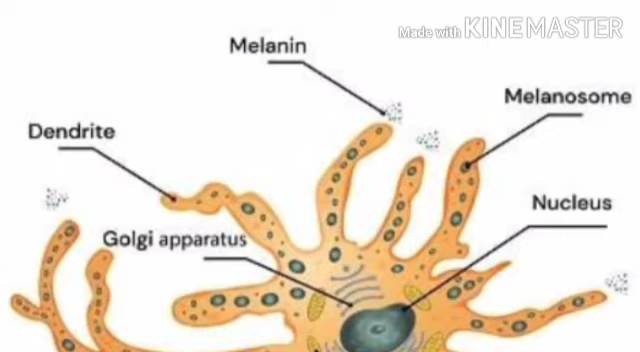 Made with KINEMASTER
Melanin
Melanosome
Dendrite
Nucleus
Golgi apparatus